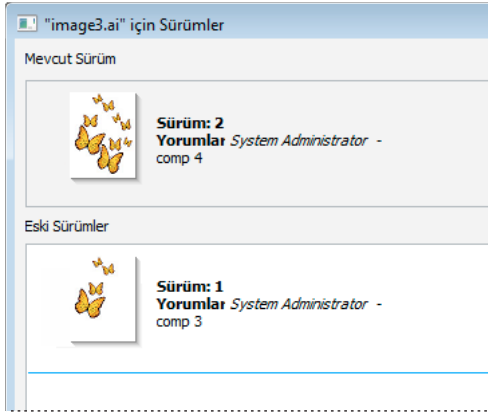 "image3.ai" için Sürümler
Mevcut Sürüm
Sürüm: 2
Yorumlar System Administrator -
comp 4
Eski Sürümler
Sürüm: 1
Yorumlar System Administrator -
comp 3